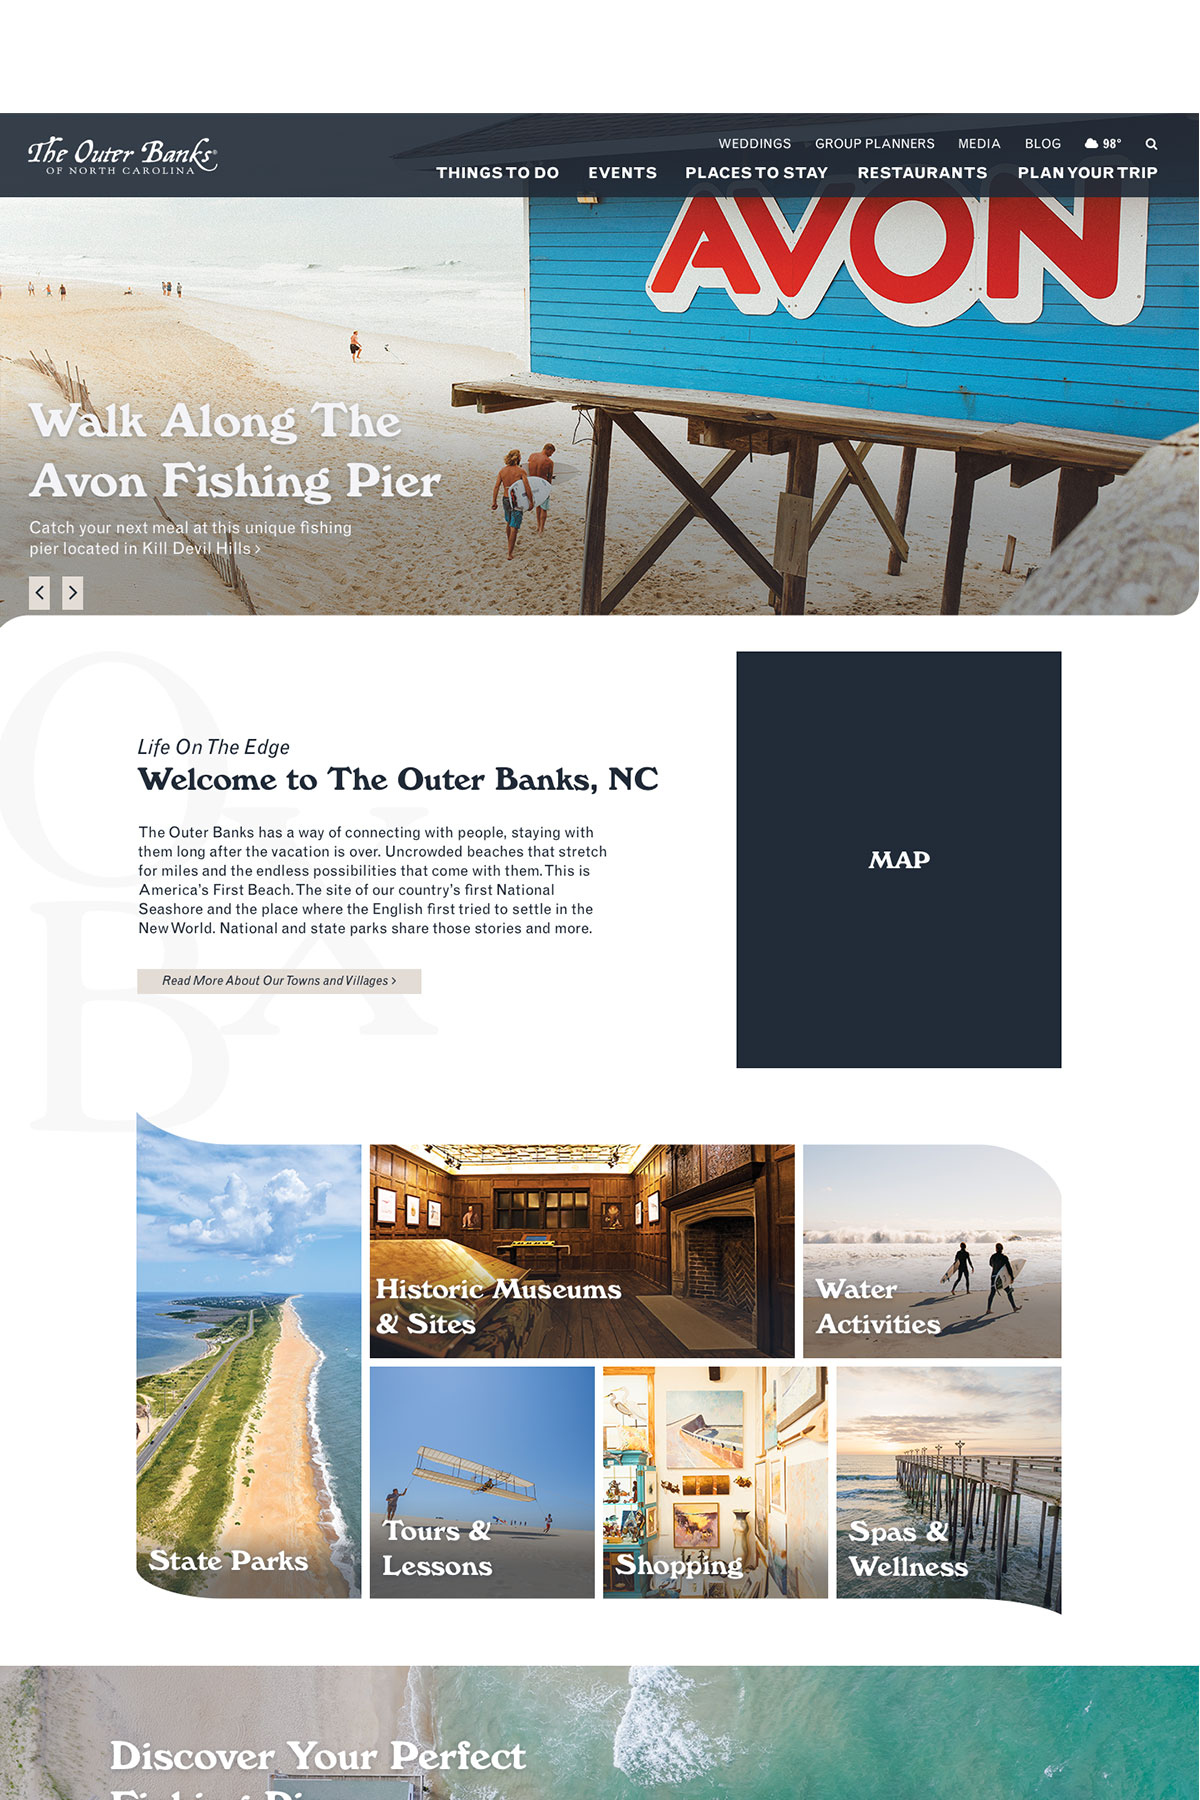 The Outer Banks®
OF NORTH CAROLINA
WEDDINGS GROUP PLANNERS MEDIA BLOG 98°
THINGS TO DO EVENTS PLACES TO STAY RESTAURANTS PLAN YOUR TRIP
AVON
Walk Along The
Avon Fishing Pier
Catch your next meal at this unique fishing
pier located in Kill Devil Hills >
< >
OBX
Life On The Edge
Welcome to The Outer Banks, NC
The Outer Banks has a way of connecting with people, staying with
them long after the vacation is over. Uncrowded beaches that stretch
for miles and the endless possibilities that come with them. This is
America's First Beach. The site of our country's first National
Seashore and the place where the English first tried to settle in the
New World. National and state parks share those stories and more.
Read More About Our Towns and Villages >
MAP
Historic Museums
& Sites
Water
Activities
State Parks
Tours &
Lessons
Shopping
Spas &
Wellness
Discover Your Perfect